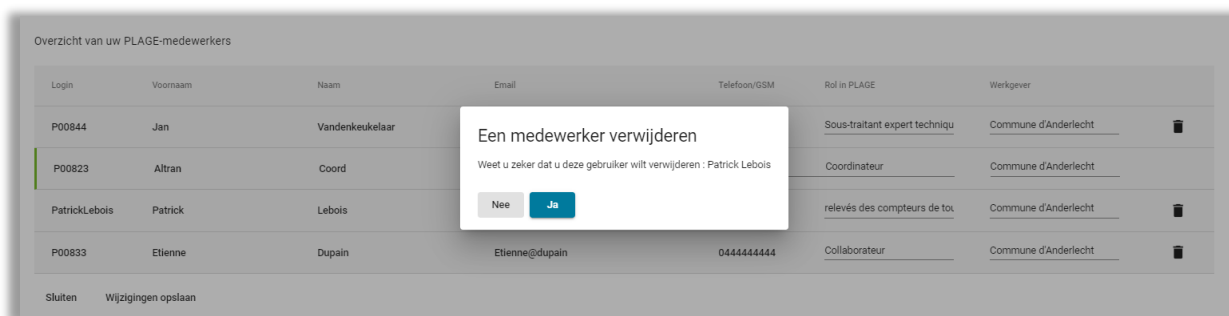 Overzicht van uw PLAGE-medewerkers
Login Voornaam Naam Email Telefoon/GSM Rol in PLAGE Werkgever
P00844 Jan Vandenkeukelaar Sous-traitant expert techniqu Commune d'Anderlecht
Een medewerker verwijderen
Weet u zeker dat u deze gebruiker wilt verwijderen : Patrick Lebois
P00823 Altran Coord Coordinateur Commune d'Anderlecht
Nee Ja
PatrickLebois Patrick Lebois relevés des compteurs de tou Commune d'Anderlecht
P00833 Etienne Dupain Etienne@dupain 0444444444 Collaborateur Commune d'Anderlecht
Sluiten Wijzigingen opslaan